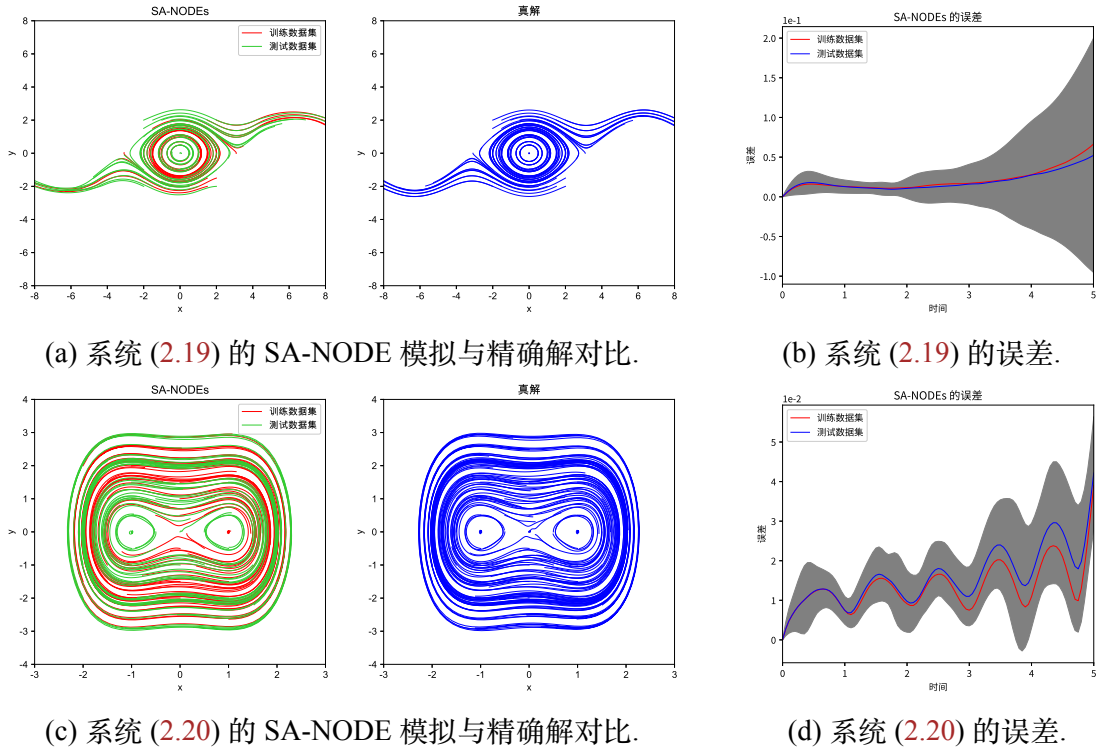 SA-NODEs
训练数据集
测试数据集
8
6
4
2
0
-2
-4
-6
-8
y
-8 -6 -4 -2 0 2 4 6 8
x
真解
8
6
4
2
0
-2
-4
-6
-8
y
-8 -6 -4 -2 0 2 4 6 8
x
SA-NODEs 的误差
1e-1
训练数据集
测试数据集
2.0
1.5
1.0
0.5
0.0
-0.5
-1.0
误差
0 1 2 3 4 5
时间
(a) 系统 (2.19) 的 SA-NODE 模拟与精确解对比.
(b) 系统 (2.19) 的误差.
SA-NODEs
训练数据集
测试数据集
4
3
2
1
0
-1
-2
-3
-4
y
-3 -2 -1 0 1 2 3
x
真解
4
3
2
1
0
-1
-2
-3
-4
y
-3 -2 -1 0 1 2 3
x
SA-NODEs 的误差
1e-2
训练数据集
测试数据集
5
4
3
2
1
0
误差
0 1 2 3 4 5
时间
(c) 系统 (2.20) 的 SA-NODE 模拟与精确解对比.
(d) 系统 (2.20) 的误差.